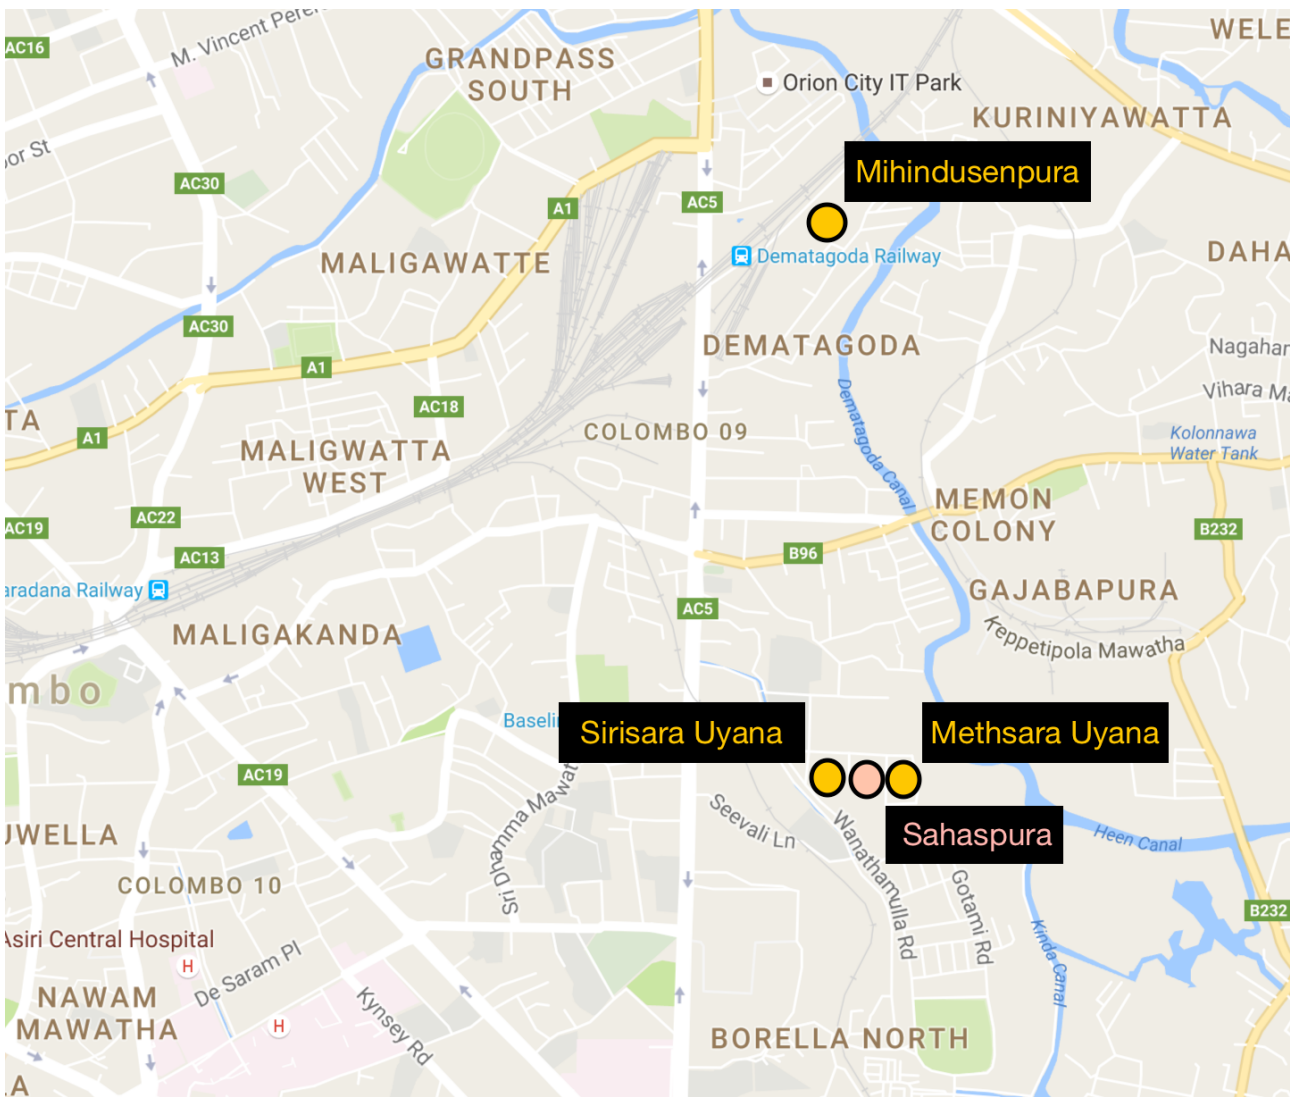 AC16
M. Vincent Perer
GRANDPASS
SOUTH
WELE
Orion City IT Park
KURINIYAWATTA
oor St
AC30
Mihindusenpura
A1
AC5
MALIGAWATTE
Dematagoda Railway
DAHA
AC30
DEMATAGODA
Nagahar
A1
Vihara Ma
AC18
TA
A1
COLOMBO 09
Dematagoda Canal
Kolonnawa
Water Tank
MALIGWATTA
WEST
MEMON
COLONY
AC19
AC22
B232
AC13
B96
aradana Railway
GAJABAPURA
AC5
MALIGAKANDA
Keppetipola Mawatha
mbo
Baseli
Sirisara Uyana
Methsara Uyana
AC19
Sri Dhamma Mawat
Seevali Ln
Wanathamulla Rd
Sahaspura
Heen Canal
UWELLA
COLOMBO 10
Gotami Rd
B232
Asiri Central Hospital
H
De Saram Pl
Kinda Canal
NAWAM
MAWATHA
H
Kynsey Rd
BORELLA NORTH
LA